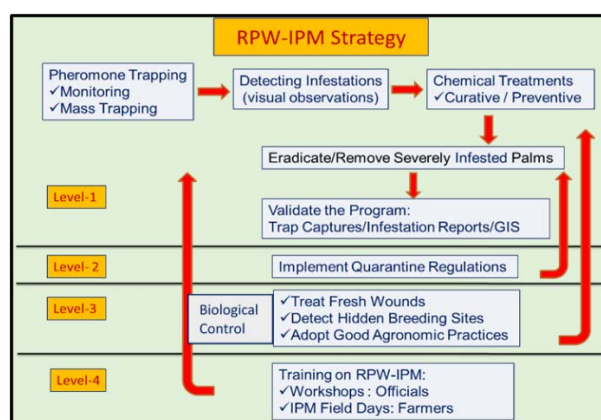 RPW-IPM Strategy
Pheromone Trapping
✓Monitoring
✓Mass Trapping
Detecting Infestations
(visual observations)
Chemical Treatments
✓Curative / Preventive
Eradicate/Remove Severely Infested Palms
Level-1
Validate the Program:
Trap Captures/Infestation Reports/GIS
Level- 2
Implement Quarantine Regulations
Level-3
Biological
Control
✓Treat Fresh Wounds
✓Detect Hidden Breeding Sites
✓Adopt Good Agronomic Practices
Level-4
Training on RPW-IPM:
✓Workshops : Officials
✓IPM Field Days: Farmers